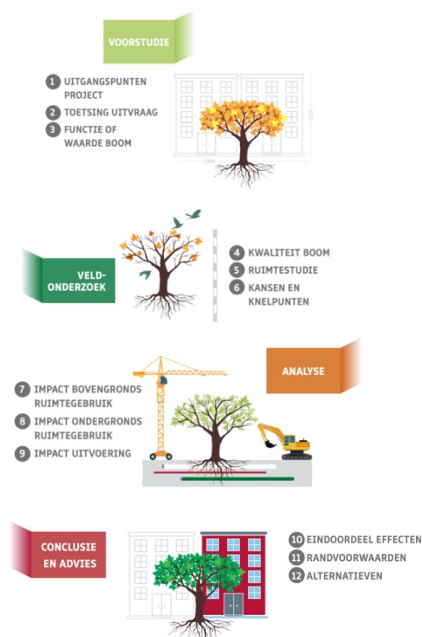 VOORSTUDIE
1 UITGANGSPUNTEN
PROJECT
2 TOETSING UITVRAAG
3 FUNCTIE OF
WAARDE BOOM
VELD-
ONDERZOEK
4 KWALITEIT BOOM
5 RUIMTESTUDIE
6 KANSEN EN
KNELPUNTEN
ANALYSE
7 IMPACT BOVENGRONDS
RUIMTEGEBRUIK
8 IMPACT ONDERGRONDS
RUIMTEGEBRUIK
9 IMPACT UITVOERING
CONCLUSIE
EN ADVIES
10 EINDOORDEEL EFFECTEN
11 RANDVOORWAARDEN
12 ALTERNATIEVEN